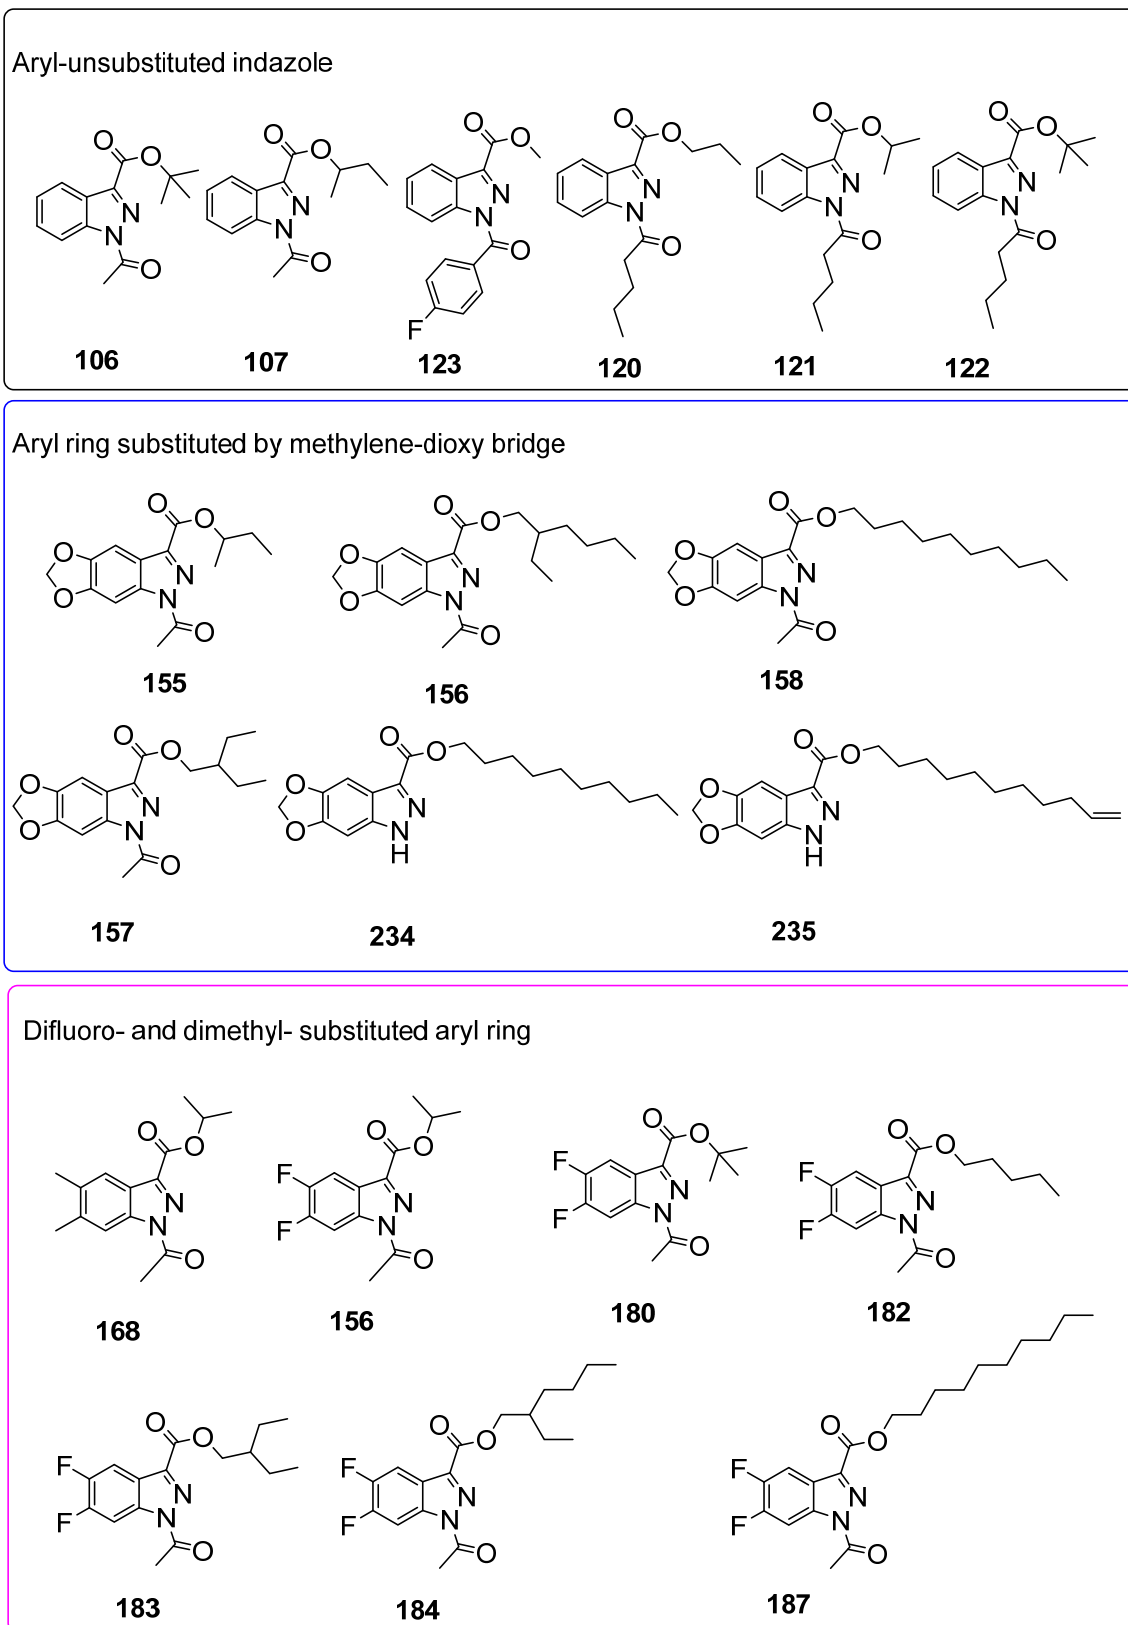 Aryl-unsubstituted indazole
O O N N O
O O N N O
O O N N O F
O O N N O
O O N N O
O O N N O
106 107 123 120 121 122
Aryl ring substituted by methylene-dioxy bridge
O O O O N N O
O O O O N N O
O O O O N N O
155 156 158
O O O O N N O
O O O O N N H
O O O O N N H
157 234 235
Difluoro- and dimethyl- substituted aryl ring
O O N N O
O O F F N N O
O O F F N N O
O O F F N N O
168 156 180 182
O O F F N N O
O O F F N N O
O O F F N N O
183 184 187